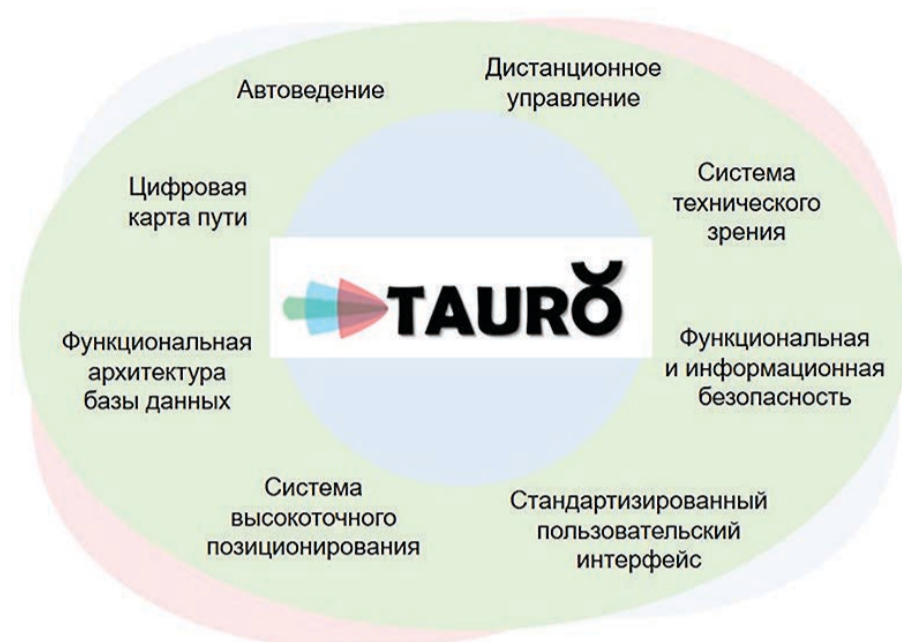 Автоведение
Дистанционное
управление
Цифровая
карта пути
Система
технического
зрения
TAURO
Функциональная
архитектура
базы данных
Функциональная
и информационная
безопасность
Система
высокоточного
позиционирования
Стандартизированный
пользовательский
интерфейс